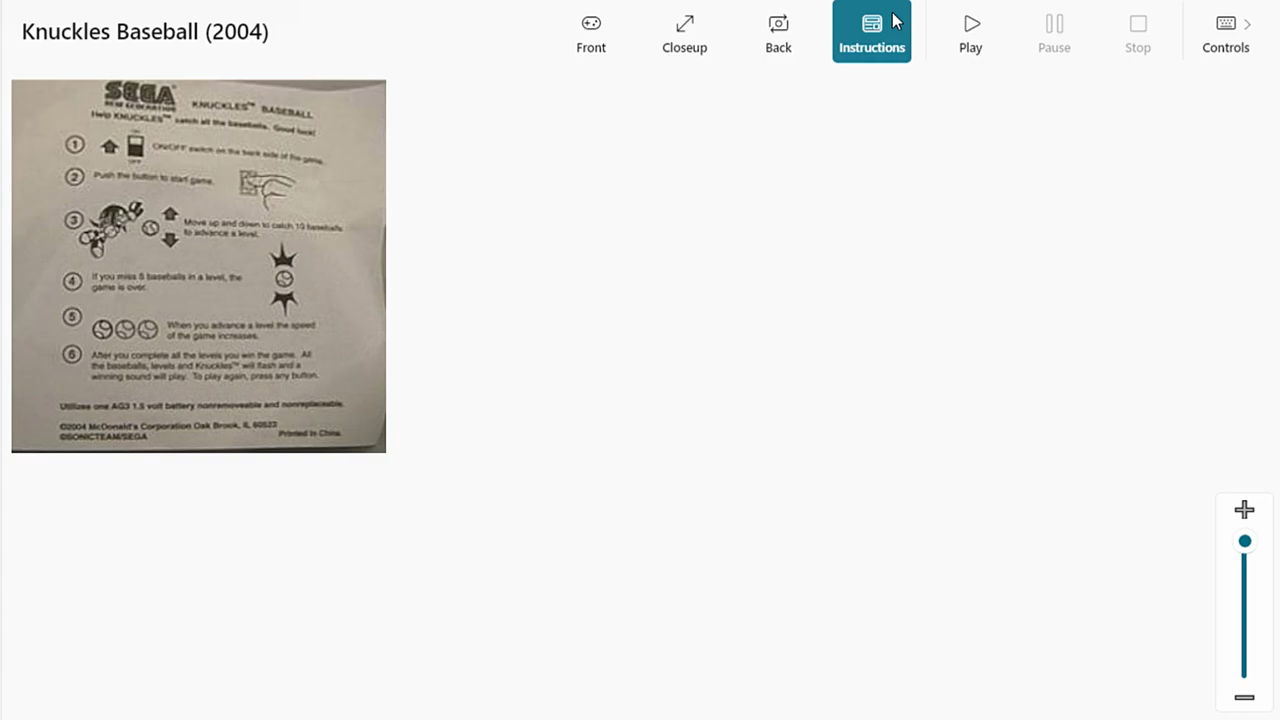 Knuckles Baseball (2004)
Front
Closeup
Back
Instructions
Play
Pause
Stop
Controls
SEGA
NEW GENERATION
KNUCKLES™ BASEBALL
Help KNUCKLES™ catch all the baseballs. Good luck!
1
ON
ON/OFF switch on the back side of the game.
OFF
2 Push the button to start game.
3
Move up and down to catch 10 baseballs
to advance a level.
4 If you miss 5 baseballs in a level, the
game is over.
5
When you advance a level the speed
of the game increases.
6 After you complete all the levels you win the game. All
the baseballs, levels and Knuckles™ will flash and a
winning sound will play. To play again, press any button.
Utilizes one AG3 1.5 volt battery nonremoveable and nonreplaceable.
©2004 McDonald's Corporation Oak Brook, IL 60523
©SONICTEAM/SEGA
Printed in China